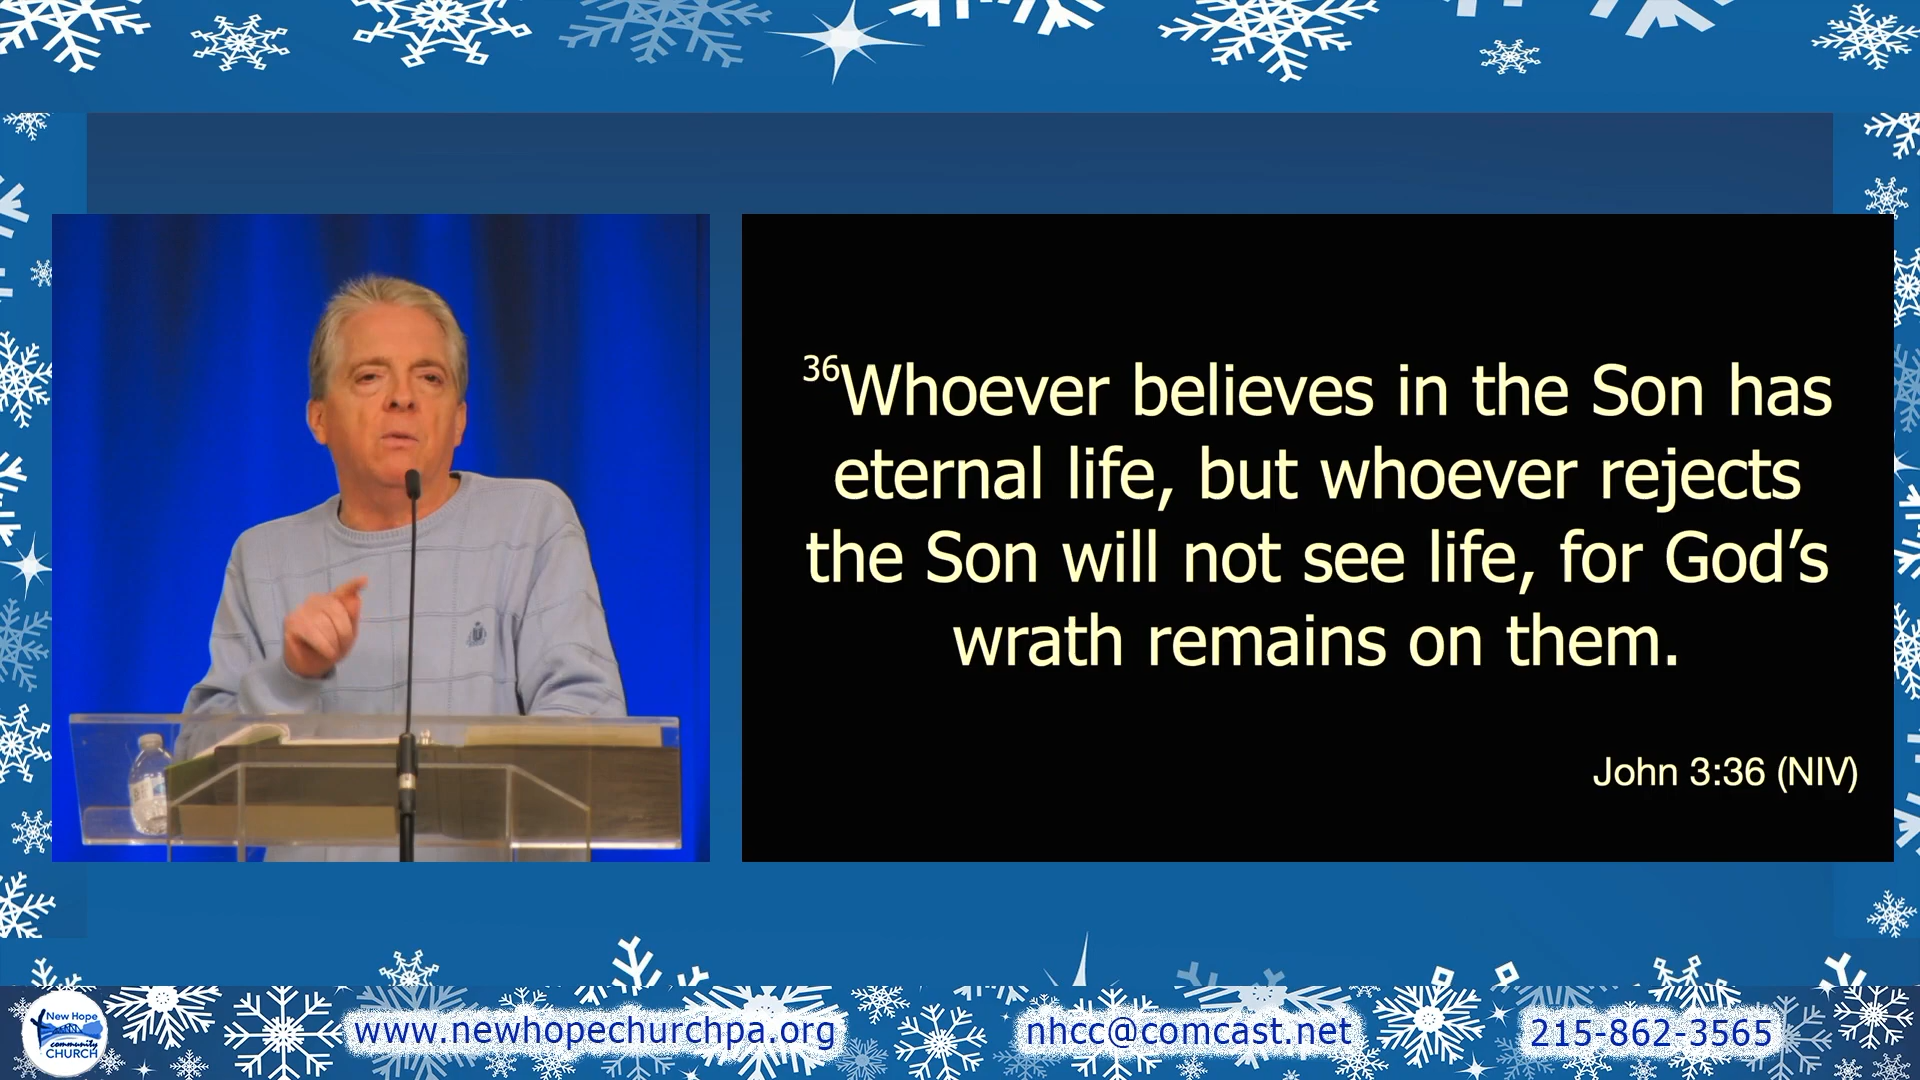 36Whoever believes in the Son has
eternal life, but whoever rejects
the Son will not see life, for God’s
wrath remains on them.
John 3:36 (NIV)
New Hope
community
CHURCH
www.newhopechurchpa.org
nhcc@comcast.net
215-862-3565